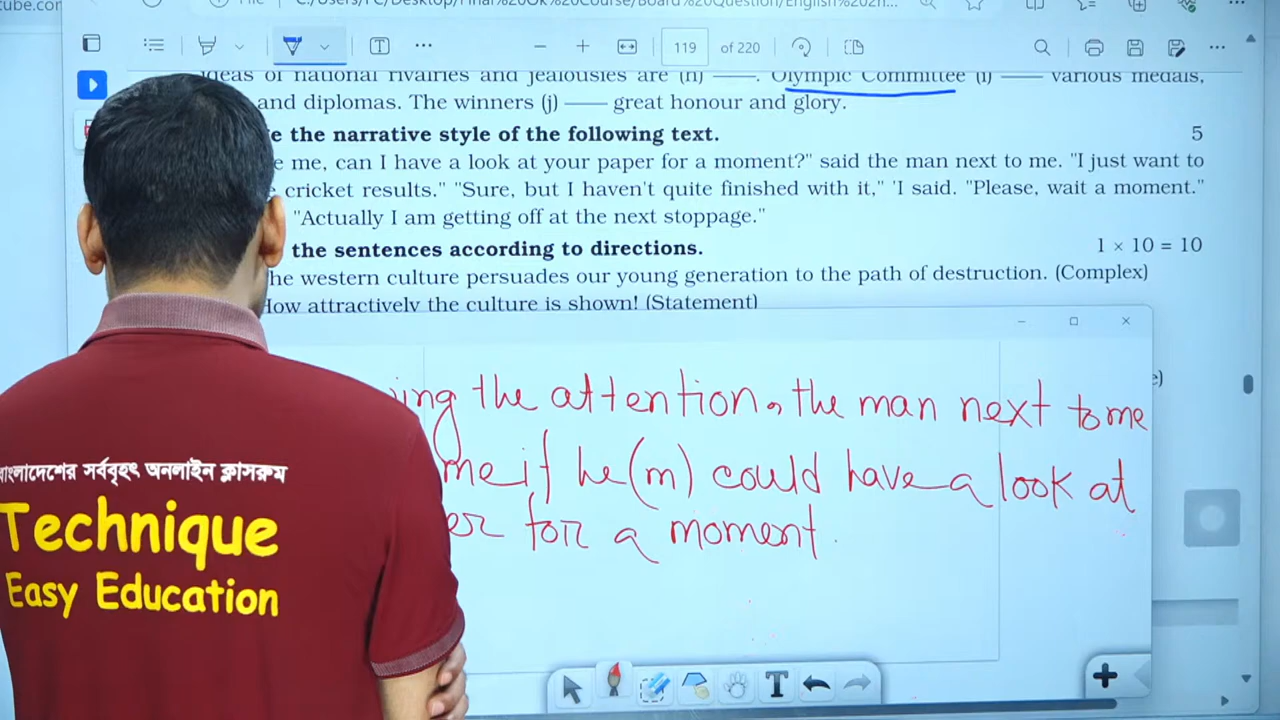 119 of 220
ideas of national rivalries and jealousies are (h) ——. Olympic Committee (i) —— various medals,
and diplomas. The winners (j) —— great honour and glory.
the narrative style of the following text. 5
me, can I have a look at your paper for a moment?" said the man next to me. "I just want to
cricket results." "Sure, but I haven't quite finished with it," 'I said. "Please, wait a moment."
"Actually I am getting off at the next stoppage."
the sentences according to directions. 1 × 10 = 10
he western culture persuades our young generation to the path of destruction. (Complex)
How attractively the culture is shown! (Statement)
ing the attention, the man next to me
me if he (m) could have a look at
er for a moment.
বাংলাদেশের সর্ববৃহৎ অনলাইন ক্লাসরুম
Technique
Easy Education
T